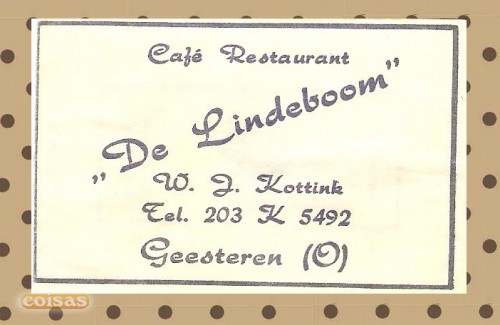 Café Restaurant
„De Lindeboom”
W. J. Kottink
Tel. 203 K 5492
Geesteren (O)
coisas